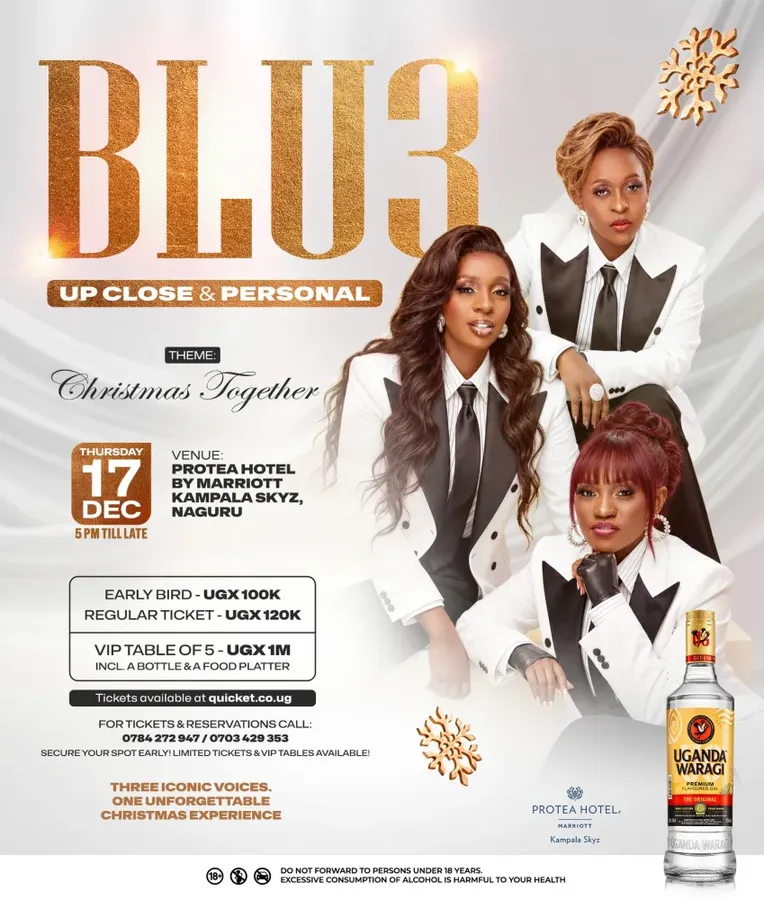 BLU3
UP CLOSE & PERSONAL
THEME:
Christmas Together
THURSDAY
17
DEC
5 PM TILL LATE
VENUE:
PROTEA HOTEL
BY MARRIOTT
KAMPALA SKYZ,
NAGURU
EARLY BIRD - UGX 100K
REGULAR TICKET - UGX 120K
VIP TABLE OF 5 - UGX 1M
INCL. A BOTTLE & A FOOD PLATTER
Tickets available at quicket.co.ug
FOR TICKETS & RESERVATIONS CALL:
0784 272 947 / 0703 429 353
SECURE YOUR SPOT EARLY! LIMITED TICKETS & VIP TABLES AVAILABLE!
THREE ICONIC VOICES.
ONE UNFORGETTABLE
CHRISTMAS EXPERIENCE
PROTEA HOTEL.
MARRIOTT
Kampala Skyz
UGANDA
WARAGI
PREMIUM
FLAVOURED GIN
THE ORIGINAL
18+
DO NOT FORWARD TO PERSONS UNDER 18 YEARS.
EXCESSIVE CONSUMPTION OF ALCOHOL IS HARMFUL TO YOUR HEALTH